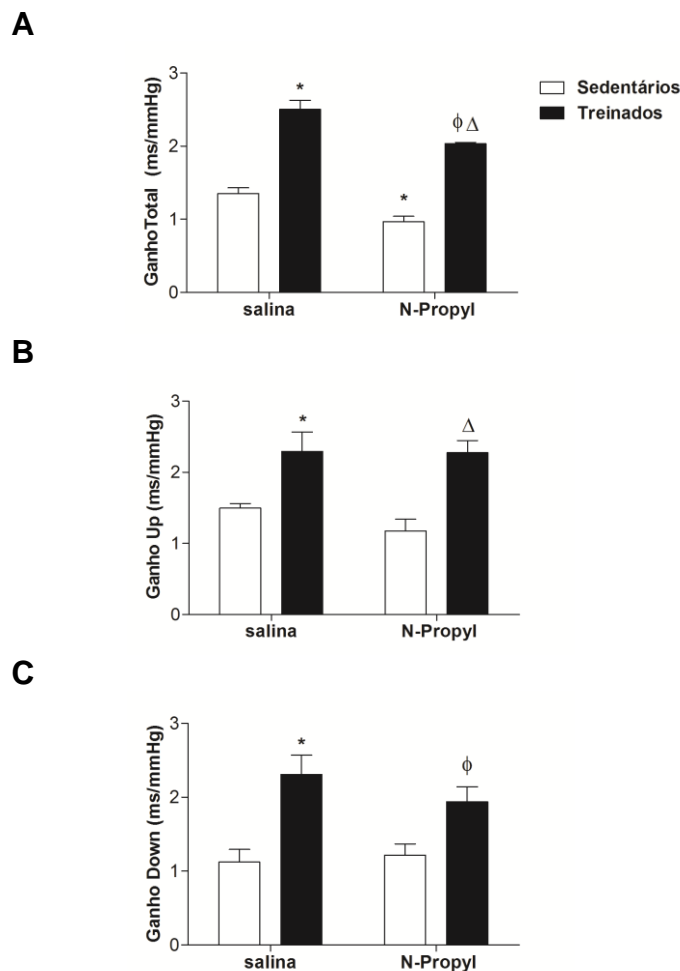 A
GanhoTotal (ms/mmHg)
3
2
1
0
*
*
ϕ Δ
salina
N-Propyl
Sedentários
Treinados
B
Ganho Up (ms/mmHg)
3
2
1
0
*
Δ
salina
N-Propyl
C
Ganho Down (ms/mmHg)
3
2
1
0
*
ϕ
salina
N-Propyl